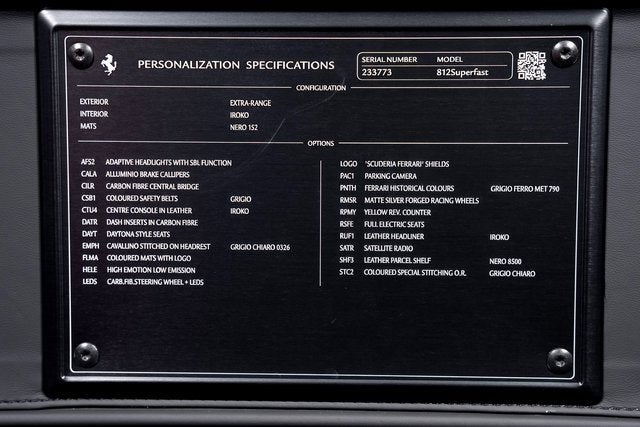 PERSONALIZATION SPECIFICATIONS
SERIAL NUMBER MODEL
233773 812Superfast
CONFIGURATION
EXTERIOR EXTRA-RANGE
INTERIOR IROKO
MATS NERO 152
OPTIONS
AFS2 ADAPTIVE HEADLIGHTS WITH SBL FUNCTION
CALA ALLUMINIO BRAKE CALLIPERS
CILR CARBON FIBRE CENTRAL BRIDGE
CSB1 COLOURED SAFETY BELTS GRIGIO
CTU4 CENTRE CONSOLE IN LEATHER IROKO
DATR DASH INSERTS IN CARBON FIBRE
DAYT DAYTONA STYLE SEATS
EMPH CAVALLINO STITCHED ON HEADREST GRIGIO CHIARO 0326
FLMA COLOURED MATS WITH LOGO
HELE HIGH EMOTION LOW EMISSION
LEDS CARB.FIB.STEERING WHEEL + LEDS
LOGO 'SCUDERIA FERRARI' SHIELDS
PAC1 PARKING CAMERA
PNTH FERRARI HISTORICAL COLOURS GRIGIO FERRO MET 790
RMSR MATTE SILVER FORGED RACING WHEELS
RPMY YELLOW REV. COUNTER
RSFE FULL ELECTRIC SEATS
RUF1 LEATHER HEADLINER IROKO
SATR SATELLITE RADIO
SHF3 LEATHER PARCEL SHELF NERO 8500
STC2 COLOURED SPECIAL STITCHING O.R. GRIGIO CHIARO